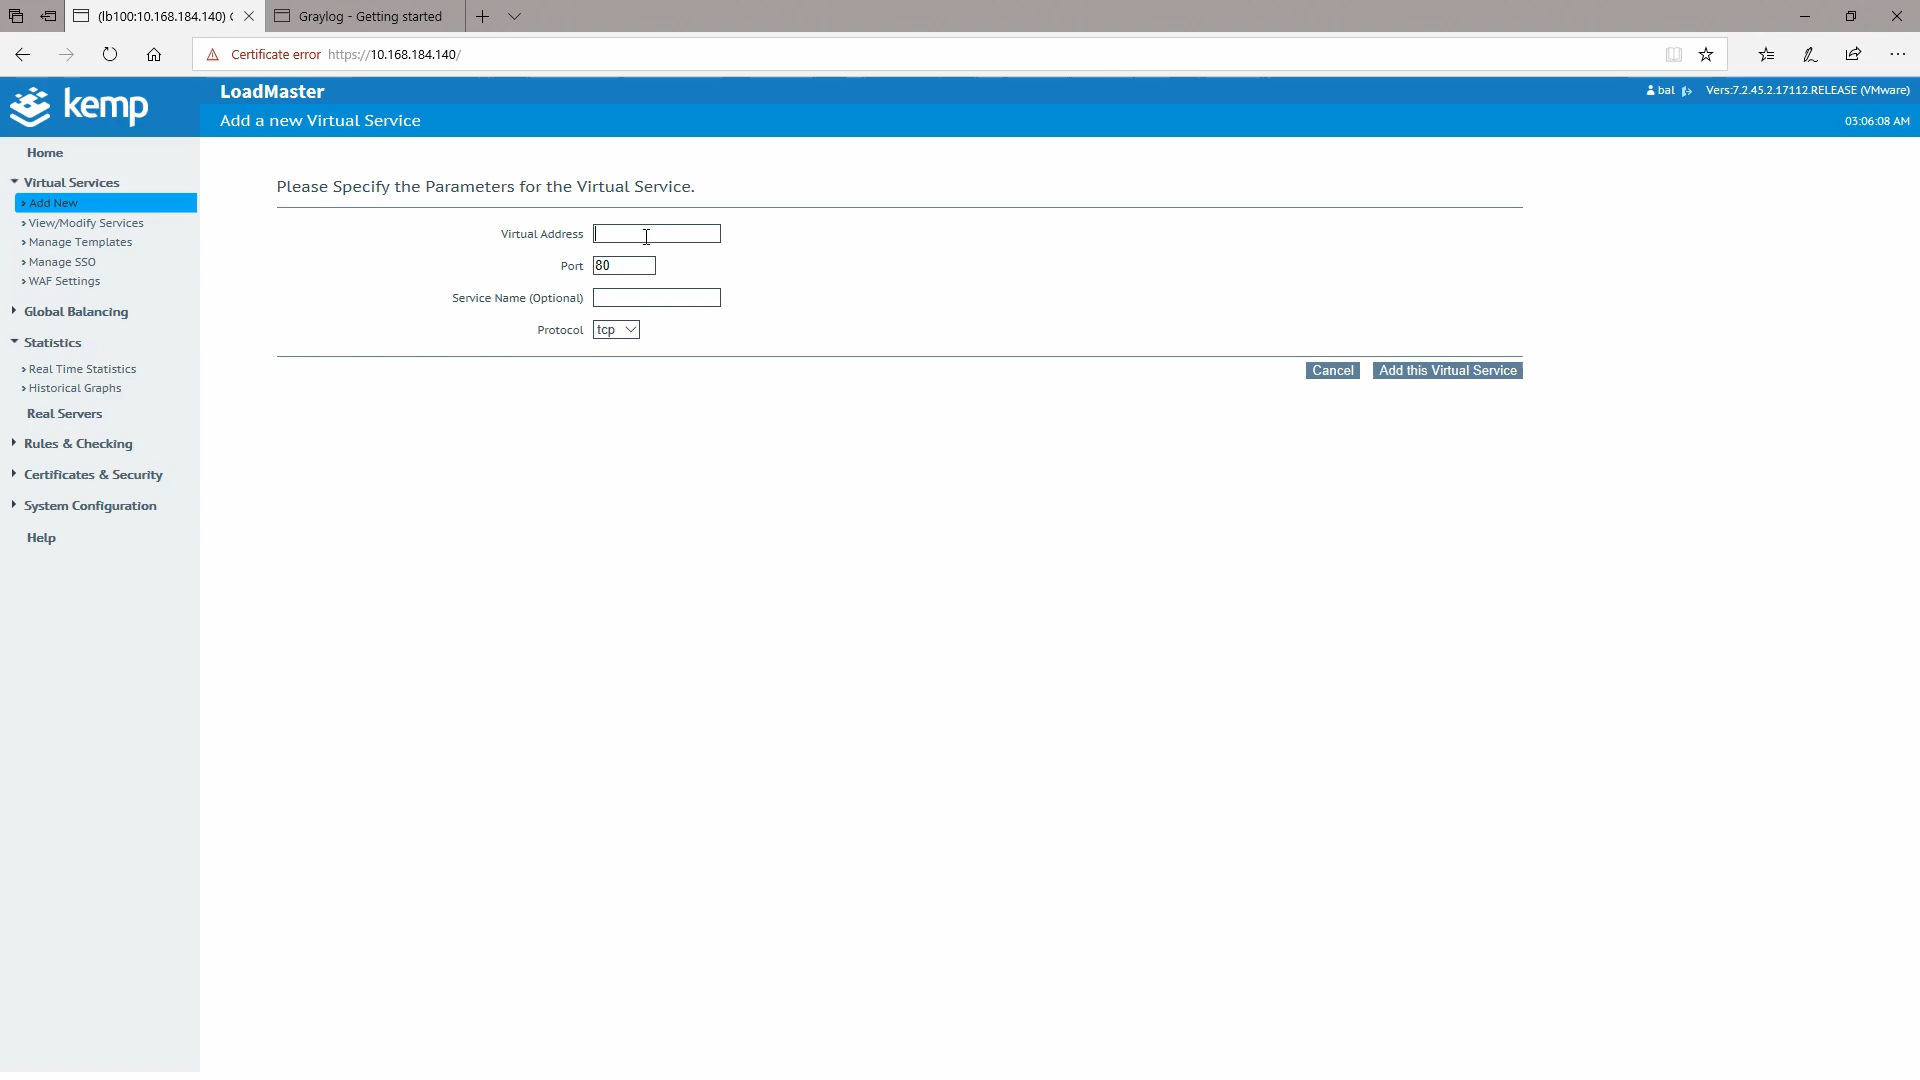 (lb100:10.168.184.140) (
Graylog - Getting started
Certificate error https://10.168.184.140/
kemp
LoadMaster
bal
Vers:7.2.45.2.17112.RELEASE (VMware)
Add a new Virtual Service
03:06:08 AM
Home
Virtual Services
Add New
View/Modify Services
Manage Templates
Manage SSO
WAF Settings
Global Balancing
Statistics
Real Time Statistics
Historical Graphs
Real Servers
Rules & Checking
Certificates & Security
System Configuration
Help
Please Specify the Parameters for the Virtual Service.
Virtual Address
Port 80
Service Name (Optional)
Protocol tcp
Cancel Add this Virtual Service